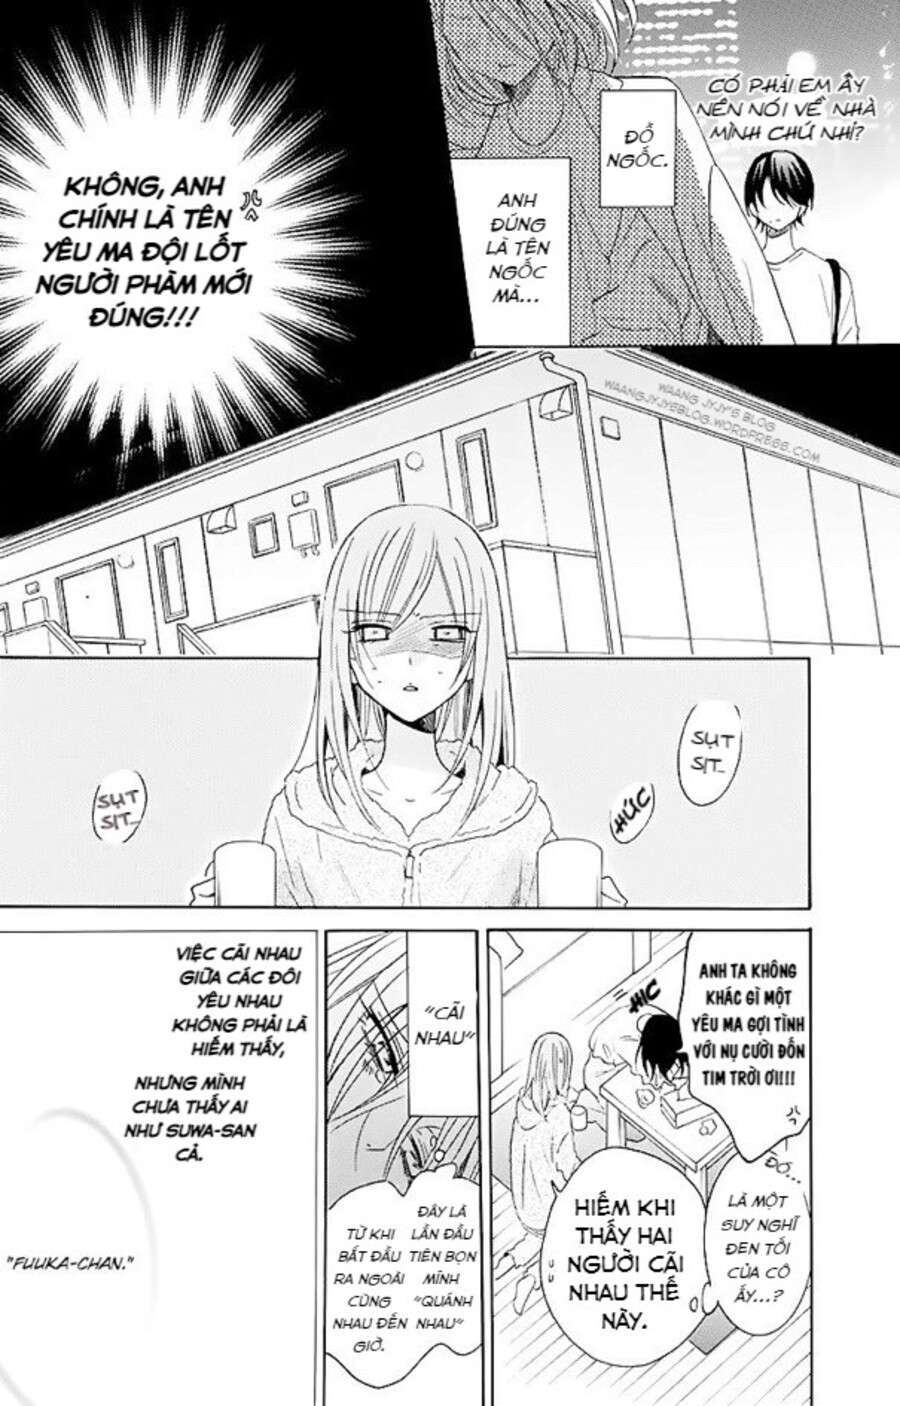 CÓ PHẢI EM ẤY
NÊN NÓI VỀ NHÀ
MÌNH CHỨ NHỈ?
ĐỒ
NGỐC.
ANH
ĐÚNG
LÀ TÊN
NGỐC
MÀ...
KHÔNG, ANH
CHÍNH LÀ TÊN
YÊU MA ĐỘI LỐT
NGƯỜI PHÀM MỚI
ĐÚNG!!!
WAANG JYJY'S BLOG
WAANGJYJYEBLOG.WORDPRESS.COM
SỤT
SỊT...
HỨC
SỤT
SỊT...
ANH TA KHÔNG
KHÁC GÌ MỘT
YÊU MA GỢI TÌNH
VỚI NỤ CƯỜI ĐỐN
TIM TRỜI ƠI!!!
HIC
ĐÓ...
LÀ MỘT
SUY NGHĨ
ĐEN TỐI
CỦA CÔ
ẤY...?
HIẾM KHI
THẤY HAI
NGƯỜI CÃI
NHAU THẾ
NÀY.
"CÃI
NHAU"
ĐÂY LÁ
LẦN ĐẦU
TIÊN BỌN
MÌNH
"QUÁNH
NHAU"
TỪ KHI
BẮT ĐẦU
RA NGOÀI
CÙNG
NHAU ĐẾN
GIỜ.
VIỆC CÃI NHAU
GIỮA CÁC ĐÔI
YÊU NHAU
KHÔNG PHẢI LÀ
HIẾM THẤY,
NHƯNG MÌNH
CHƯA THẤY AI
NHƯ SUWA-SAN
CẢ.
"FUUKA-CHAN."